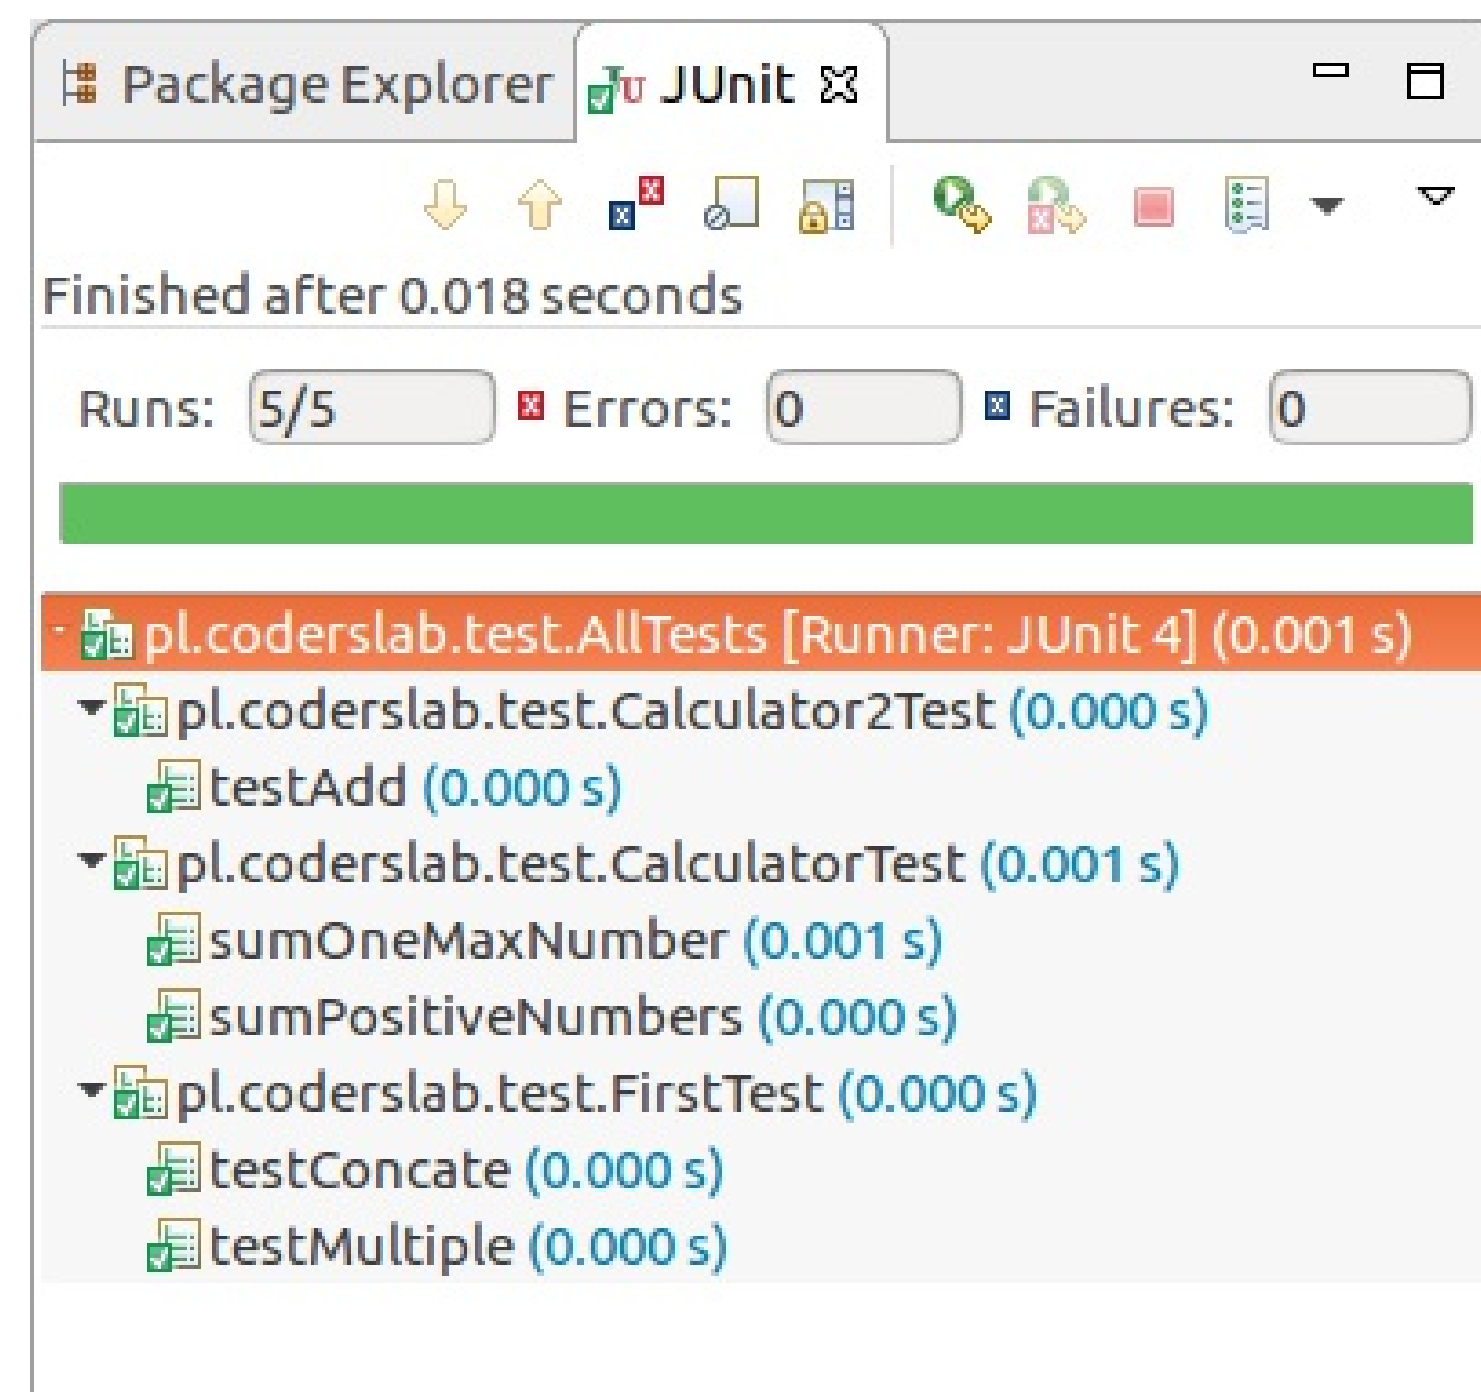 Package Explorer JUnit
Finished after 0.018 seconds
Runs: 5/5 Errors: 0 Failures: 0
pl.coderslab.test.AllTests [Runner: JUnit 4] (0.001 s)
pl.coderslab.test.Calculator2Test (0.000 s)
testAdd (0.000 s)
pl.coderslab.test.CalculatorTest (0.001 s)
sumOneMaxNumber (0.001 s)
sumPositiveNumbers (0.000 s)
pl.coderslab.test.FirstTest (0.000 s)
testConcate (0.000 s)
testMultiple (0.000 s)